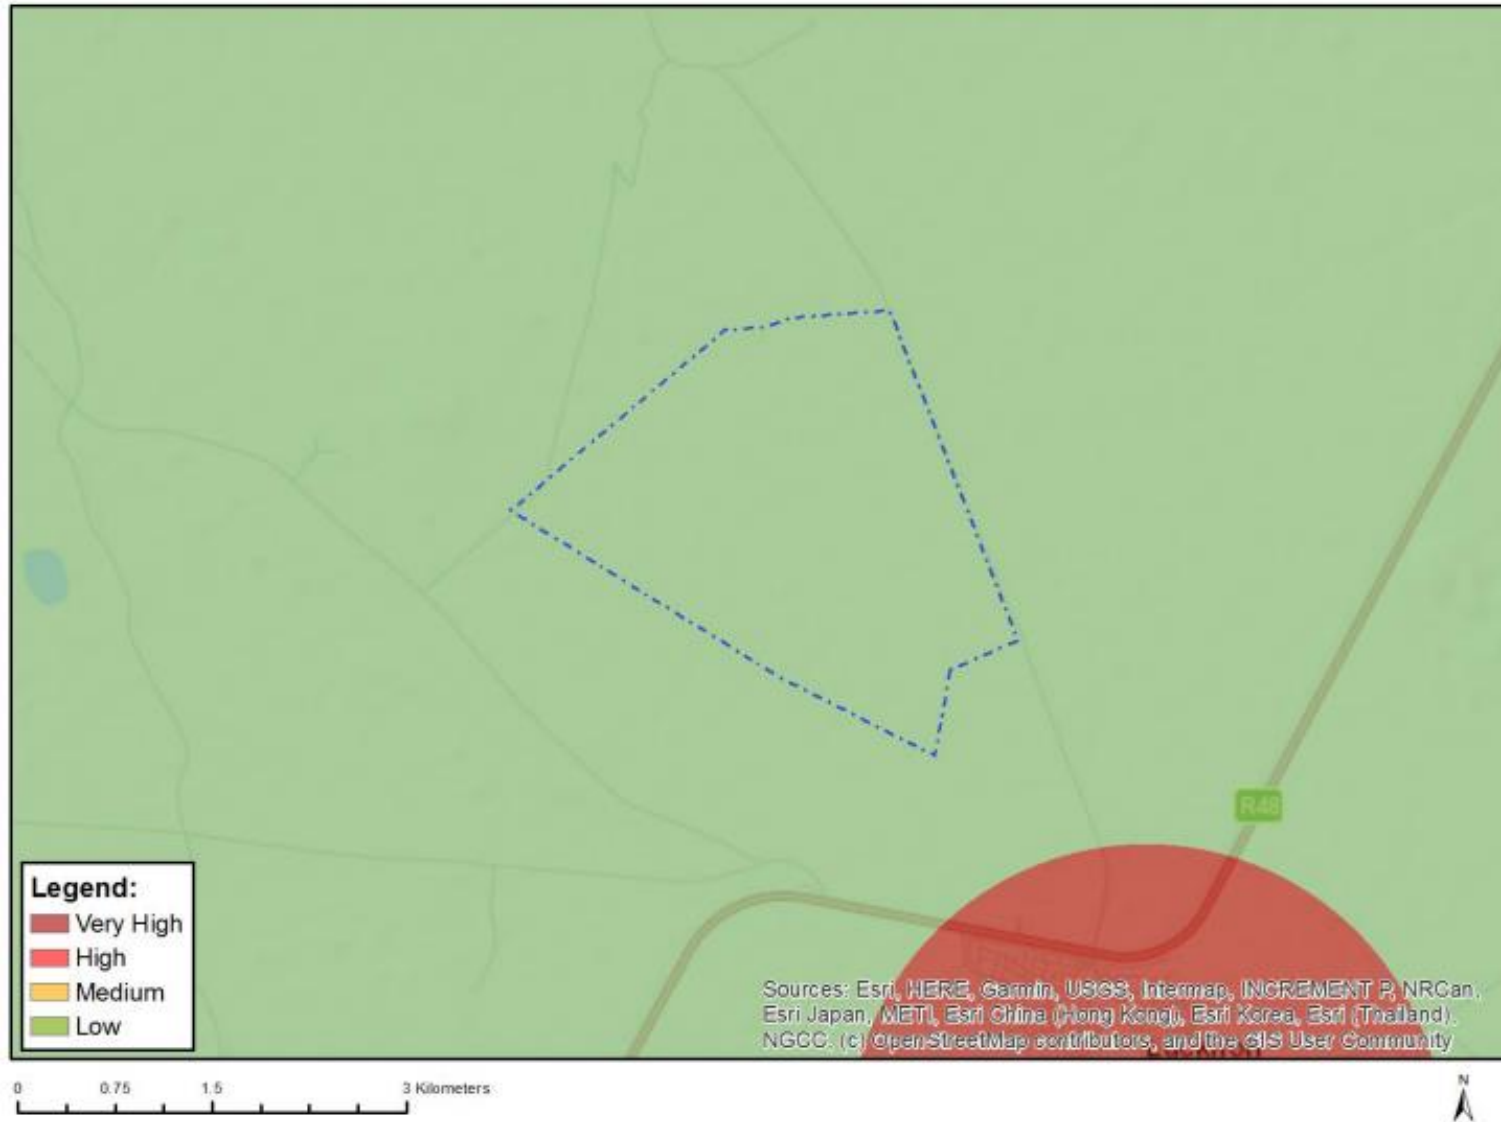 R48
Legend:
Very High
High
Medium
Low
Sources: Esri, HERE, Garmin, USGS, Intermap, INCREMENT P, NRCan,
Esri Japan, METI, Esri China (Hong Kong), Esri Korea, Esri (Thailand),
NGCC, (c) OpenStreetMap contributors, and the GIS User Community
0 0.75 1.5 3 Kilometers
N